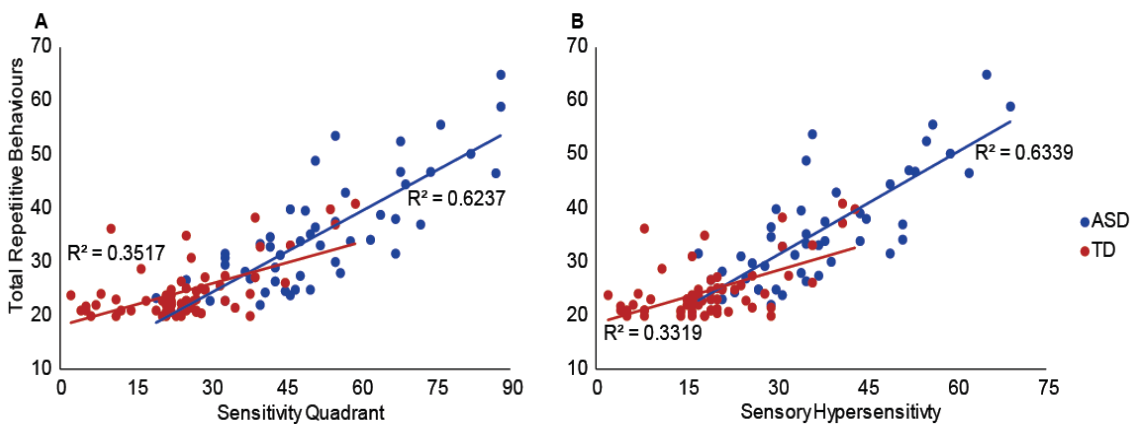 A
Total Repetitive Behaviours
70
60
50
40
30
20
10
R² = 0.3517
R² = 0.6237
0 15 30 45 60 75 90
Sensitivity Quadrant
B
70
60
50
40
30
20
10
R² = 0.6339
R² = 0.3319
0 15 30 45 60 75
Sensory Hypersensitivty
ASD
TD